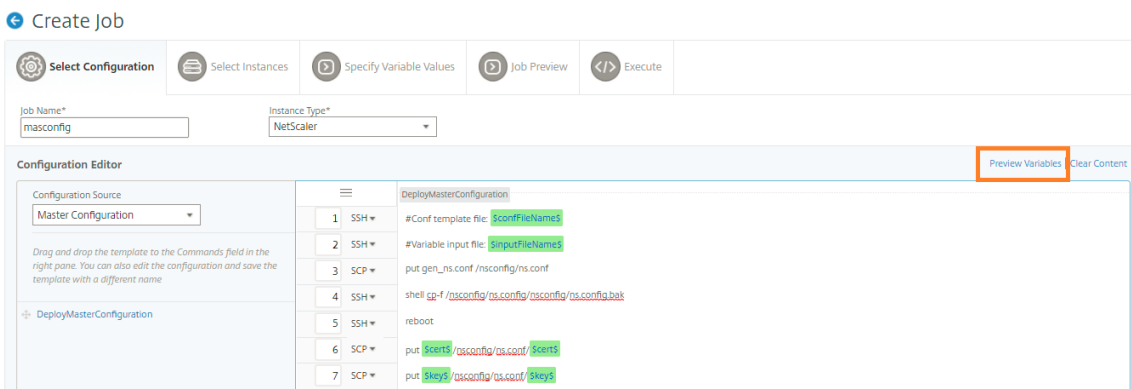 Create Job
Select Configuration
Select Instances
Specify Variable Values
Job Preview
Execute
Job Name*
Instance Type*
masconfig
NetScaler
Configuration Editor
Preview Variables
Clear Content
Configuration Source
Master Configuration
Drag and drop the template to the Commands field in the
right pane. You can also edit the configuration and save the
template with a different name
DeployMasterConfiguration
DeployMasterConfiguration
1 SSH #Conf template file: $confFileName$
2 SSH #Variable input file: $inputFileName$
3 SCP put gen_ns.conf /nsconfig/ns.conf
4 SSH shell cp-f /nsconfig/ns.config/nsconfig/ns.config.bak
5 SSH reboot
6 SCP put $cert$ /nsconfig/ns.conf/ $cert$
7 SCP put $key$ /nsconfig/ns.conf/ $key$